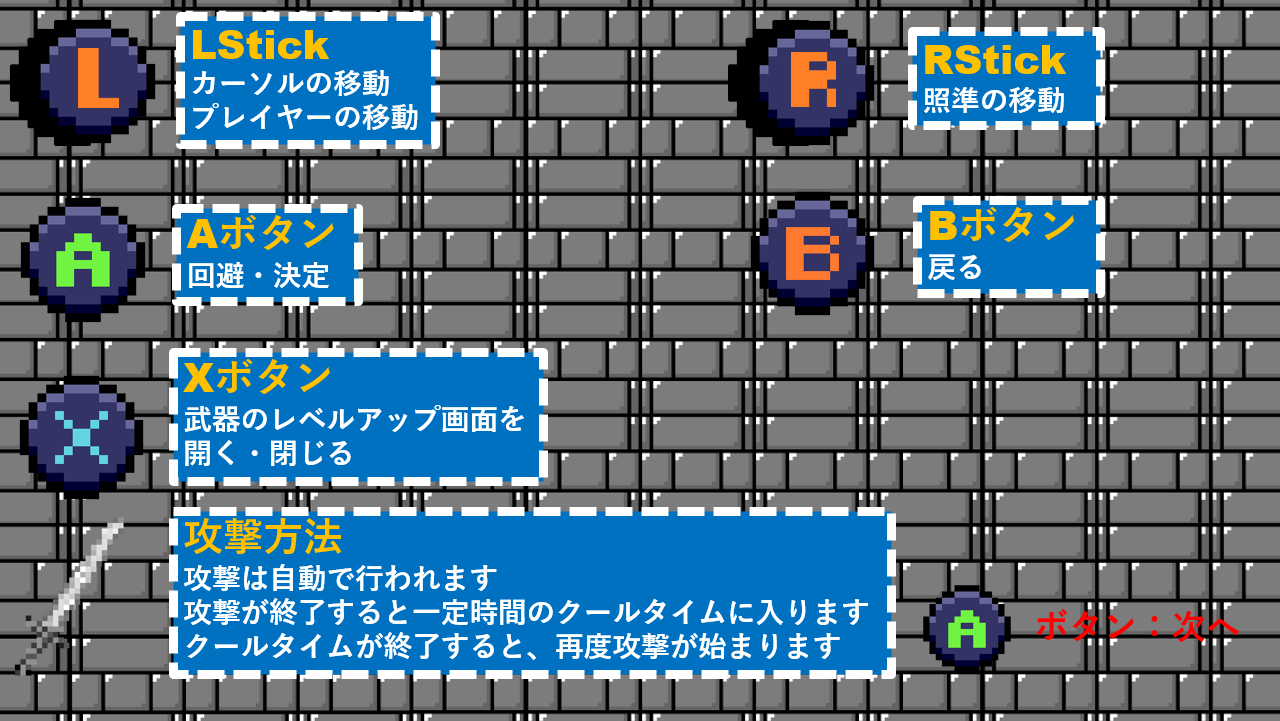 L
LStick
カーソルの移動
プレイヤーの移動
R
RStick
照準の移動
A
Aボタン
回避・決定
B
Bボタン
戻る
X
Xボタン
武器のレベルアップ画面を
開く・閉じる
攻撃方法
攻撃は自動で行われます
攻撃が終了すると一定時間のクールタイムに入ります
クールタイムが終了すると、再度攻撃が始まります
A ボタン：次へ